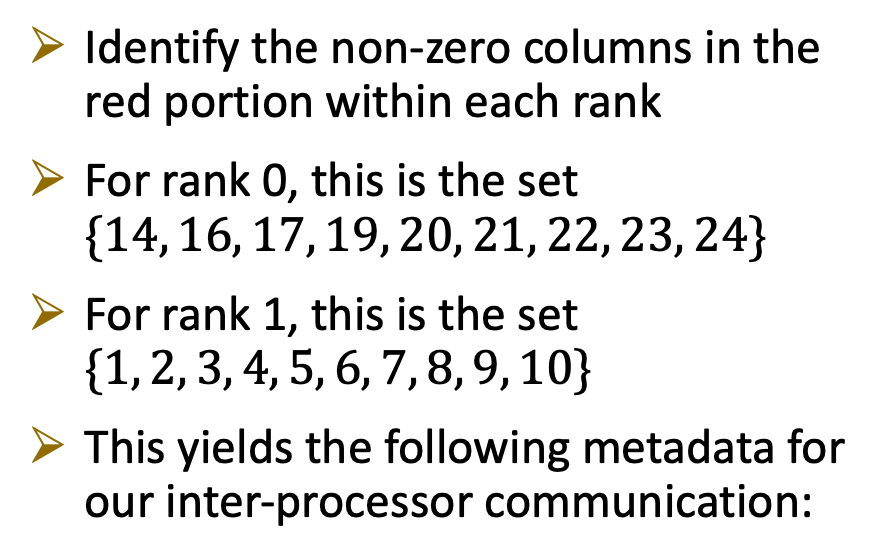 ➢ Identify the non-zero columns in the
red portion within each rank
➢ For rank 0, this is the set
{14, 16, 17, 19, 20, 21, 22, 23, 24}
➢ For rank 1, this is the set
{1, 2, 3, 4, 5, 6, 7, 8, 9, 10}
➢ This yields the following metadata for
our inter-processor communication: